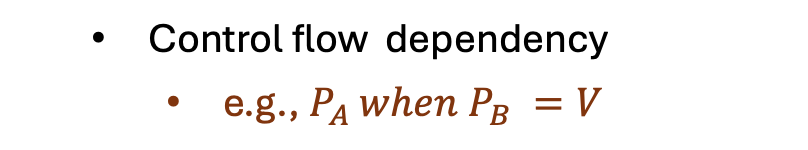 • Control flow dependency
• e.g., P_A when P_B = V